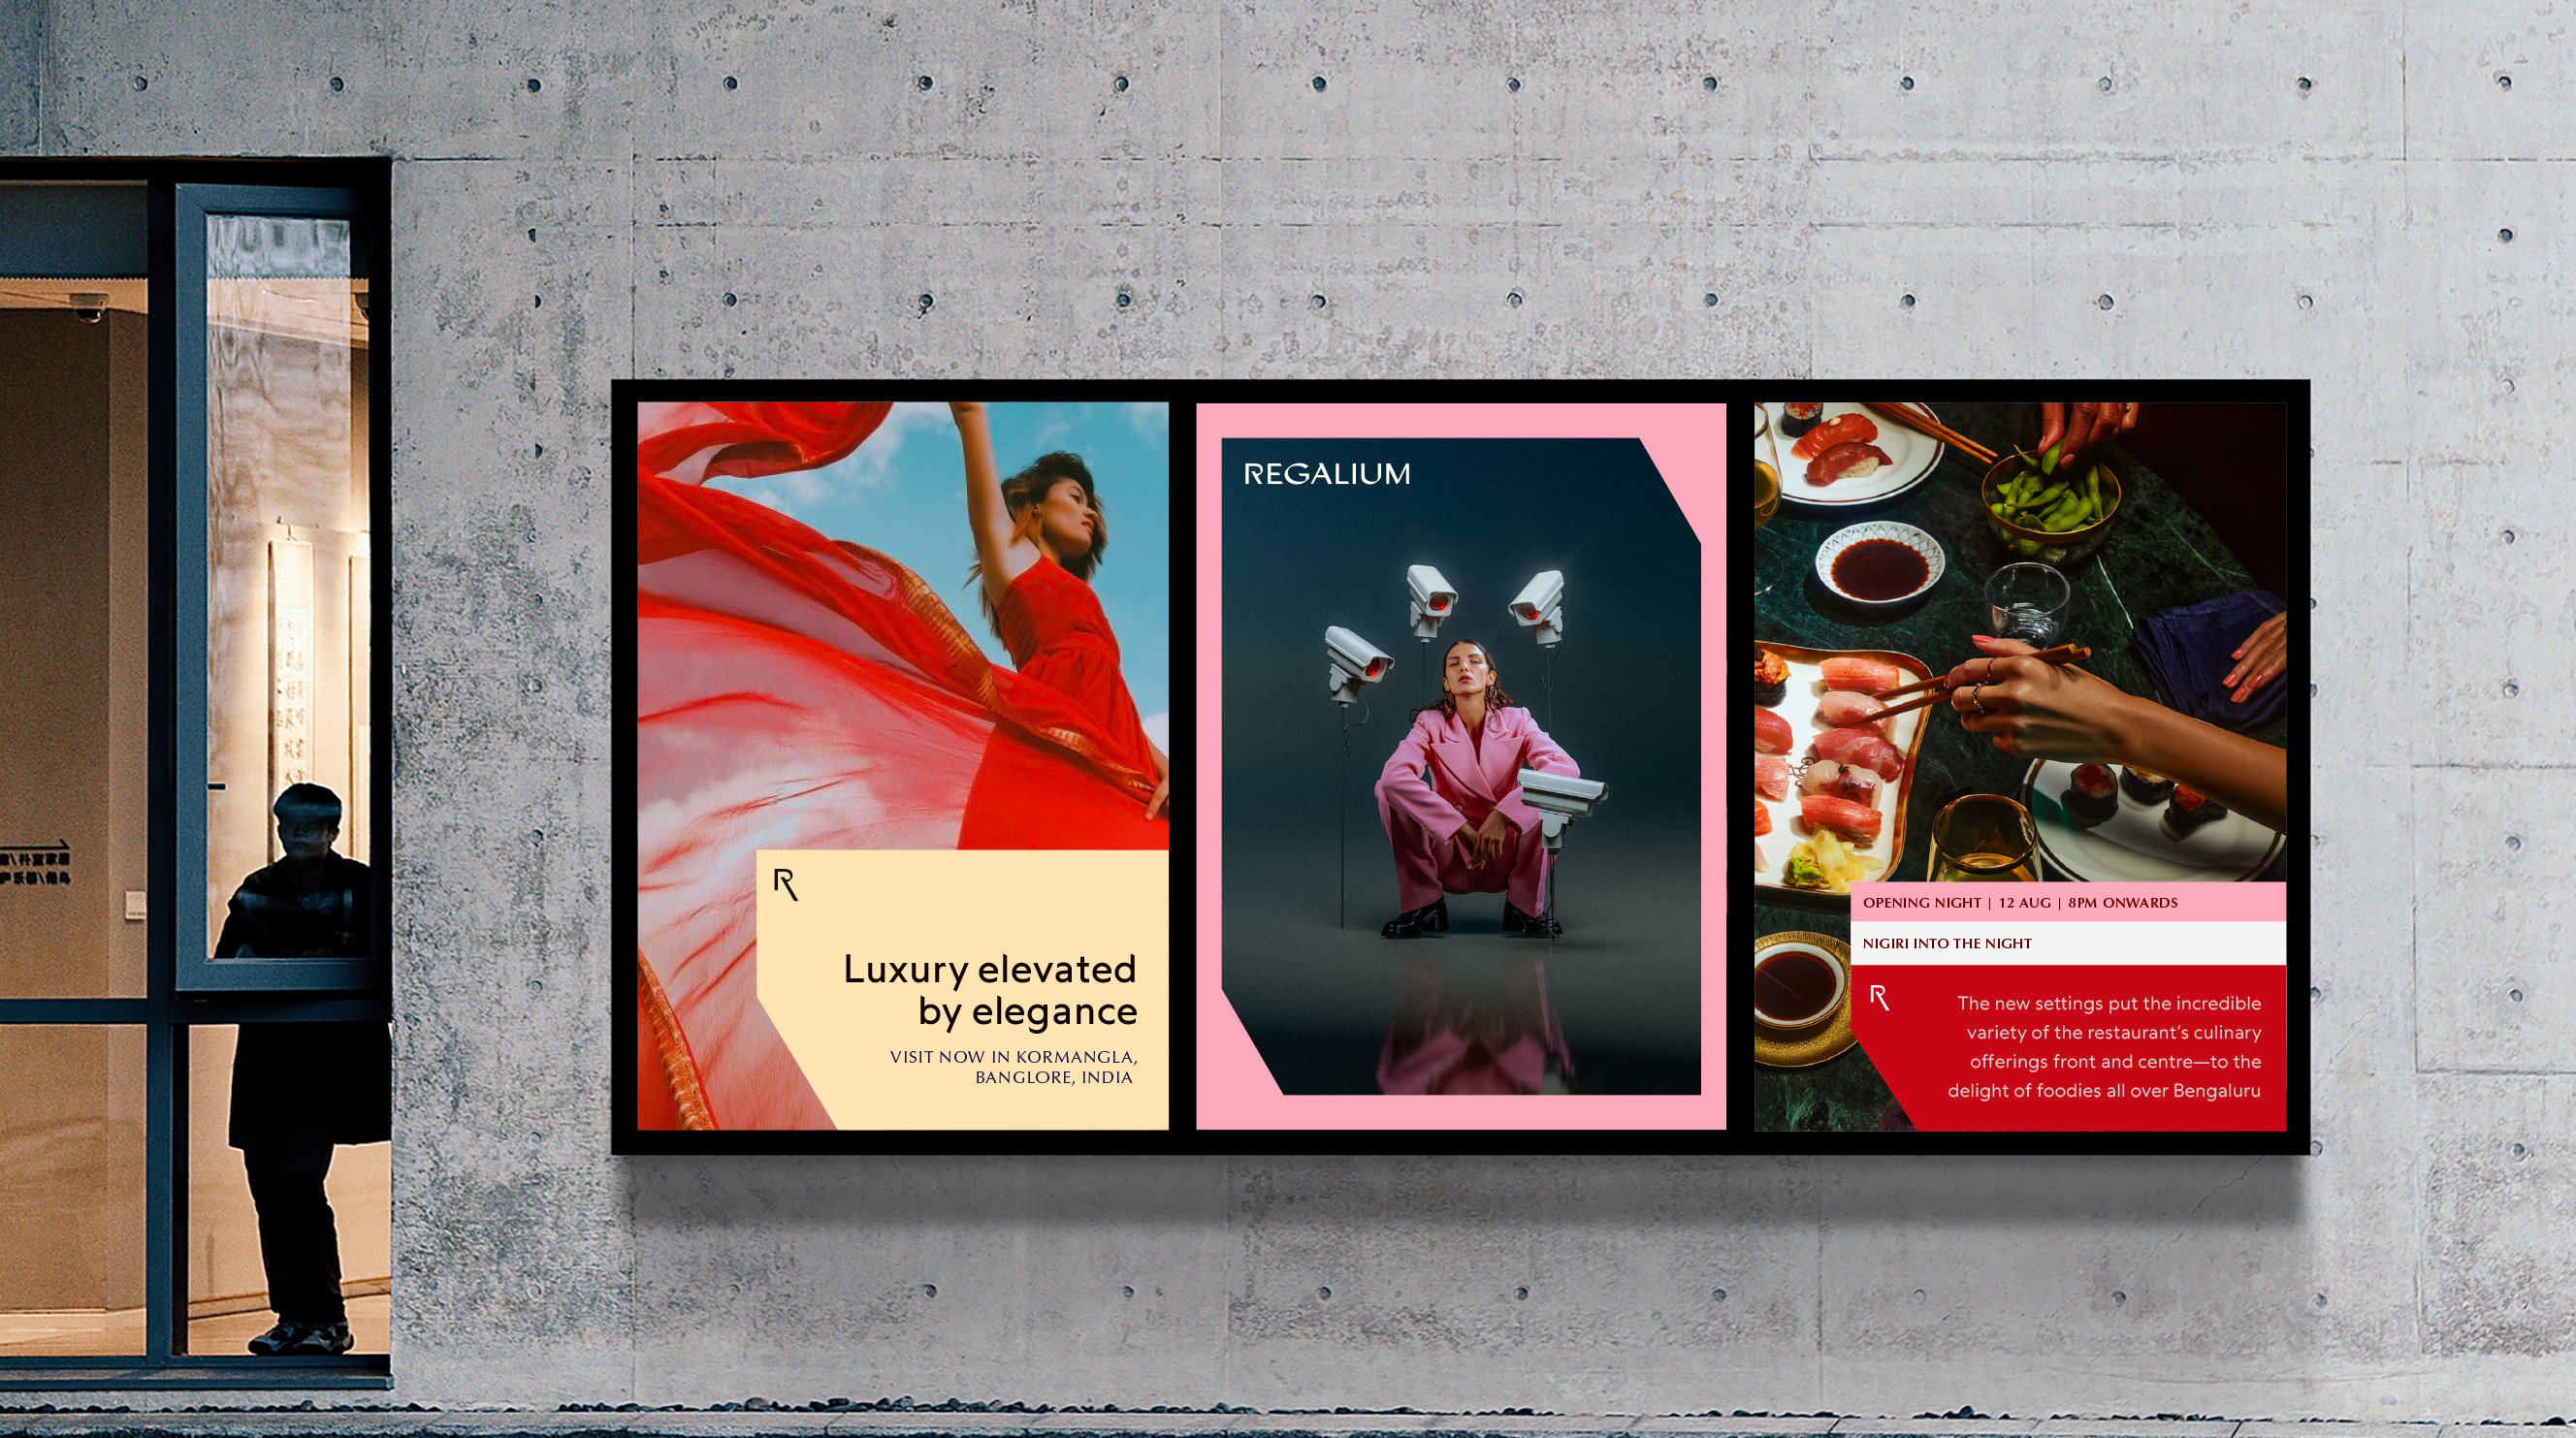 R
Luxury elevated
by elegance
VISIT NOW IN KORMANGLA,
BANGLORE, INDIA
REGALIUM
OPENING NIGHT | 12 AUG | 8PM ONWARDS
NIGIRI INTO THE NIGHT
R
The new settings put the incredible
variety of the restaurant's culinary
offerings front and centre—to the
delight of foodies all over Bengaluru